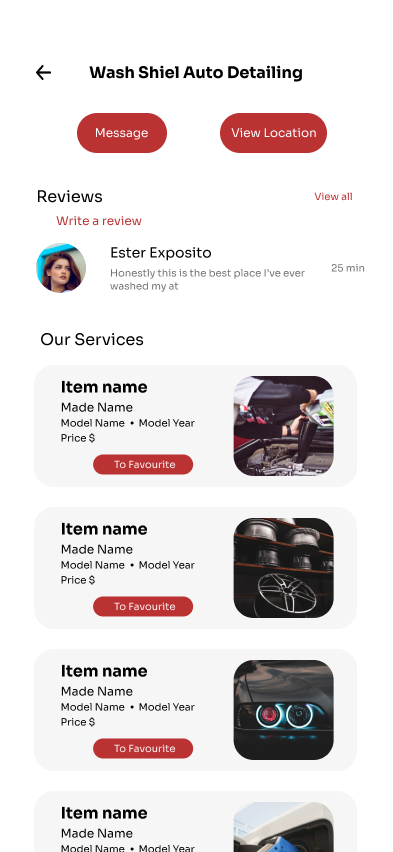 Wash Shiel Auto Detailing
Message
View Location
Reviews
View all
Write a review
Ester Exposito
Honestly this is the best place I've ever
washed my at
25 min
Our Services
Item name
Made Name
Model Name • Model Year
Price $
To Favourite
Item name
Made Name
Model Name • Model Year
Price $
To Favourite
Item name
Made Name
Model Name • Model Year
Price $
To Favourite
Item name
Made Name
Model Name • Model Year